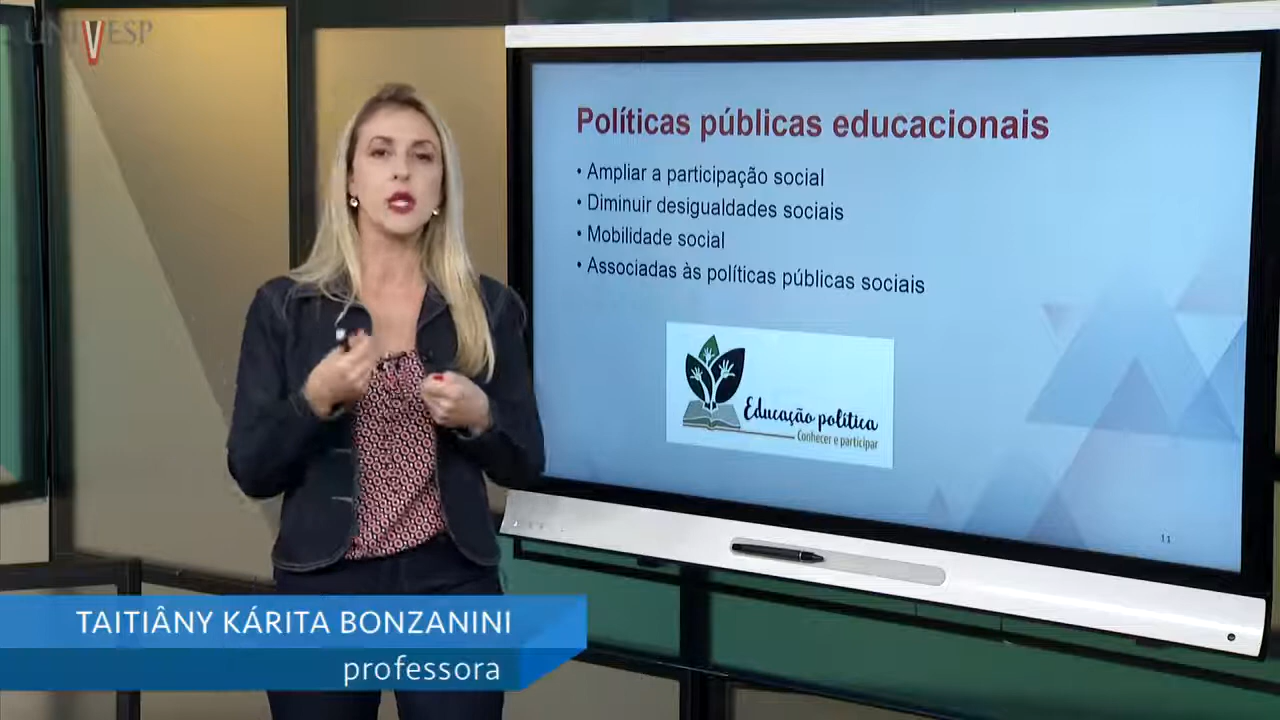 UNIVESP
Políticas públicas educacionais
• Ampliar a participação social
• Diminuir desigualdades sociais
• Mobilidade social
• Associadas às políticas públicas sociais
Educação política
Conhecer e participar
11
TAITIÂNY KÁRITA BONZANINI
professora